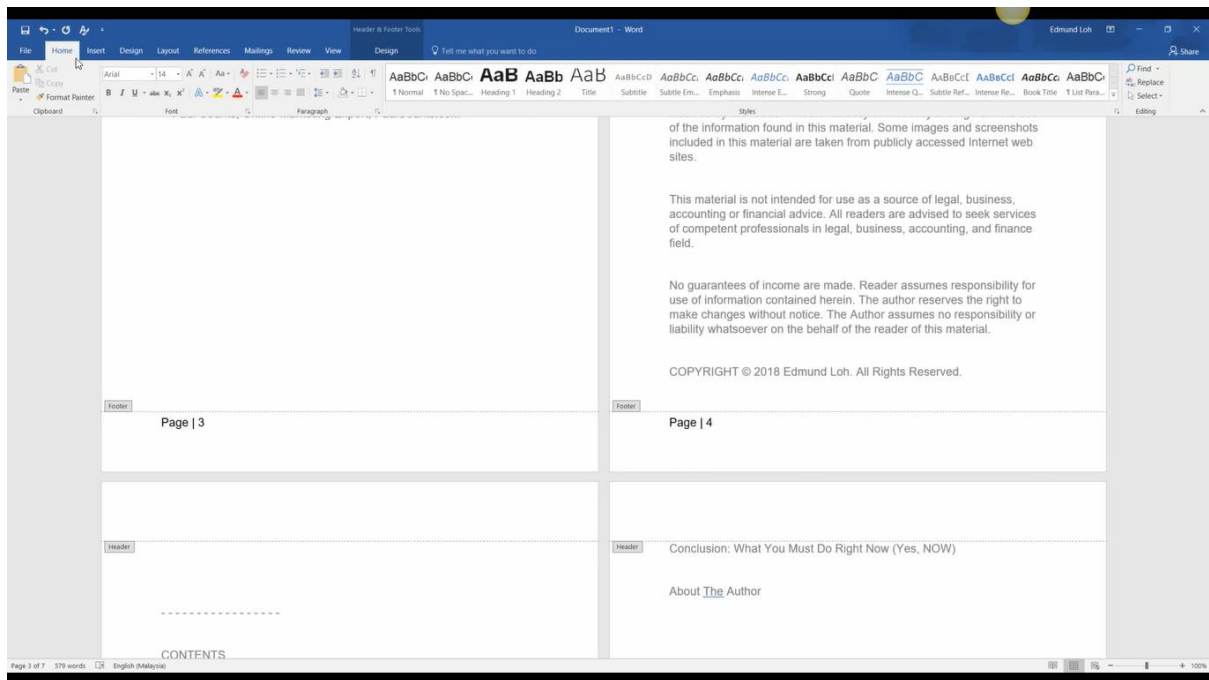 Header & Footer Tools
Document1 - Word
Edmund Loh
File Home Insert Design Layout References Mailings Review View Design Tell me what you want to do
Share
Paste
Cut
Copy
Format Painter
Clipboard
Arial 14
Font
Paragraph
AaBbCc AaBbCc AaB AaBb AaB AaBbCcD AaBbCc AaBbCc AaBbCc AaBbCc AaBbC AaBbC AaBbCcE AaBbCcI AaBbCc AaBbC
¶ Normal ¶ No Spac... Heading 1 Heading 2 Title Subtitle Subtle Em... Emphasis Intense E... Strong Quote Intense Q... Subtle Ref... Intense Re... Book Title ¶ List Para...
Styles
Find
Replace
Select
Editing
of the information found in this material. Some images and screenshots
included in this material are taken from publicly accessed Internet web
sites.
This material is not intended for use as a source of legal, business,
accounting or financial advice. All readers are advised to seek services
of competent professionals in legal, business, accounting, and finance
field.
No guarantees of income are made. Reader assumes responsibility for
use of information contained herein. The author reserves the right to
make changes without notice. The Author assumes no responsibility or
liability whatsoever on the behalf of the reader of this material.
COPYRIGHT © 2018 Edmund Loh. All Rights Reserved.
Footer
Page | 3
Footer
Page | 4
Header
- - - - - - - - - - - - - - - - -
CONTENTS
Header
Conclusion: What You Must Do Right Now (Yes, NOW)
About The Author
Page 3 of 7 579 words English (Malaysia)
100%